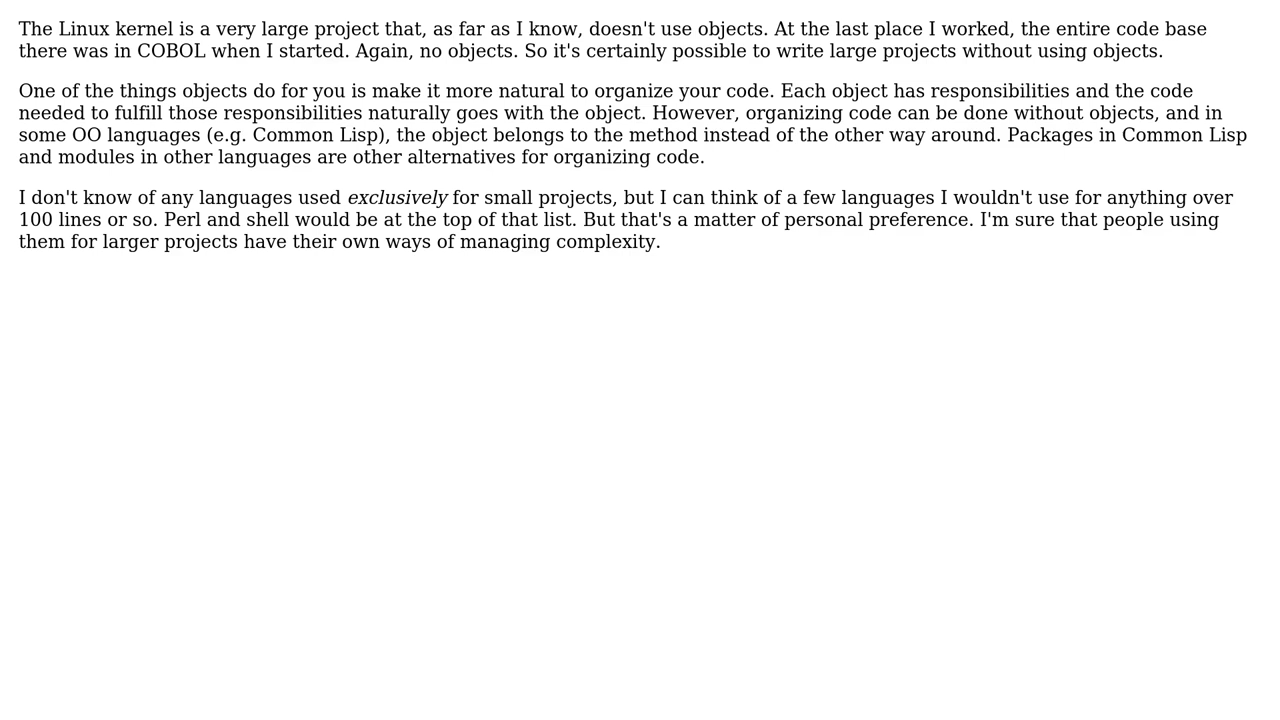 The Linux kernel is a very large project that, as far as I know, doesn't use objects. At the last place I worked, the entire code base
there was in COBOL when I started. Again, no objects. So it's certainly possible to write large projects without using objects.
One of the things objects do for you is make it more natural to organize your code. Each object has responsibilities and the code
needed to fulfill those responsibilities naturally goes with the object. However, organizing code can be done without objects, and in
some OO languages (e.g. Common Lisp), the object belongs to the method instead of the other way around. Packages in Common Lisp
and modules in other languages are other alternatives for organizing code.
I don't know of any languages used exclusively for small projects, but I can think of a few languages I wouldn't use for anything over
100 lines or so. Perl and shell would be at the top of that list. But that's a matter of personal preference. I'm sure that people using
them for larger projects have their own ways of managing complexity.